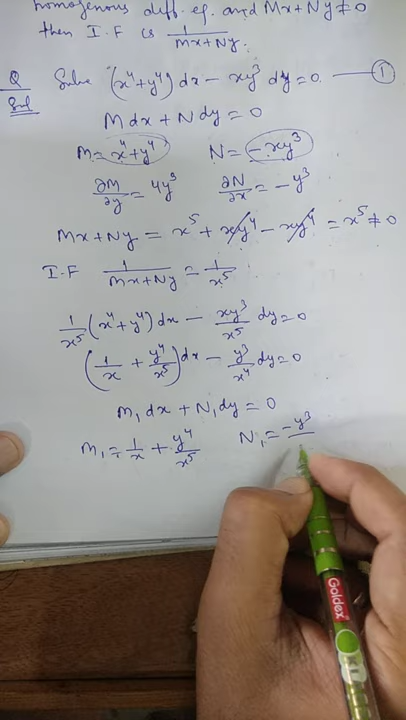 homogenous diff. eq. and Mx+Ny≠0
then I.F is 1/(Mx+Ny).
Q Solve (x⁴+y⁴) dx − xy³ dy=0. — ①
Sol
M dx + N dy = 0
M = x⁴+y⁴ N = −xy³
∂M/∂y = 4y³ ∂N/∂x = −y³
Mx+Ny = x⁵ + xy⁴ − xy⁴ = x⁵ ≠ 0
I.F 1/(Mx+Ny) = 1/x⁵
1/x⁵ (x⁴+y⁴) dx − xy³/x⁵ dy=0
(1/x + y⁴/x⁵) dx − y³/x⁴ dy=0
M₁ dx + N₁ dy = 0
M₁ = 1/x + y⁴/x⁵ N₁ = −y³
Goldex